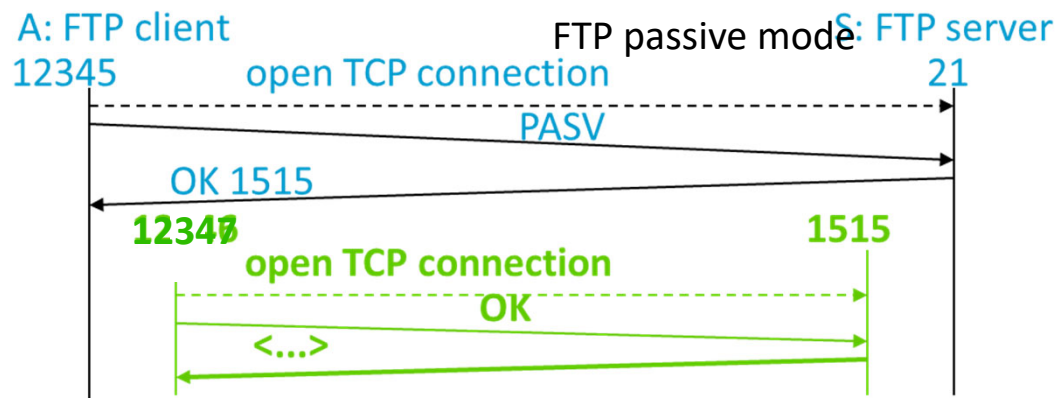 A: FTP client
FTP passive mode
S: FTP server
12345
open TCP connection
21
PASV
OK 1515
12347
1515
open TCP connection
OK
<...>